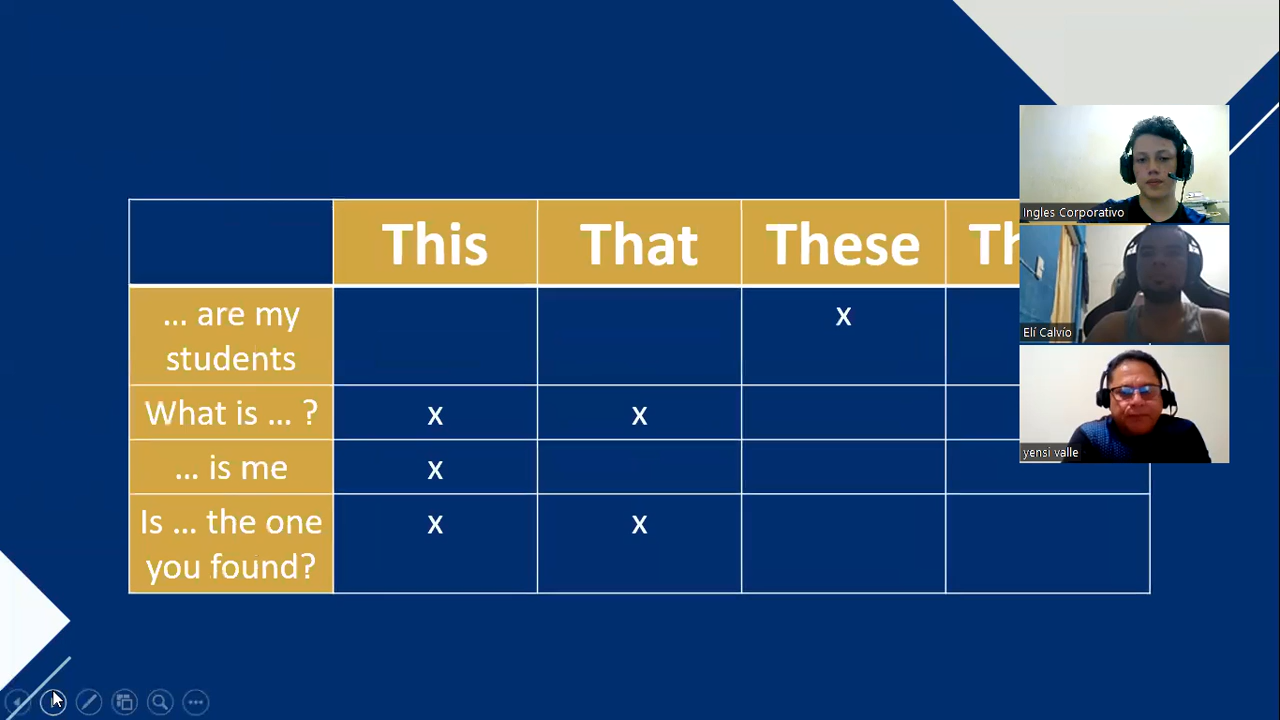 This That These Th
... are my x
students
What is ... ? x x
... is me x
Is ... the one x x
you found?
Ingles Corporativo
Elí Calvío
yensi valle